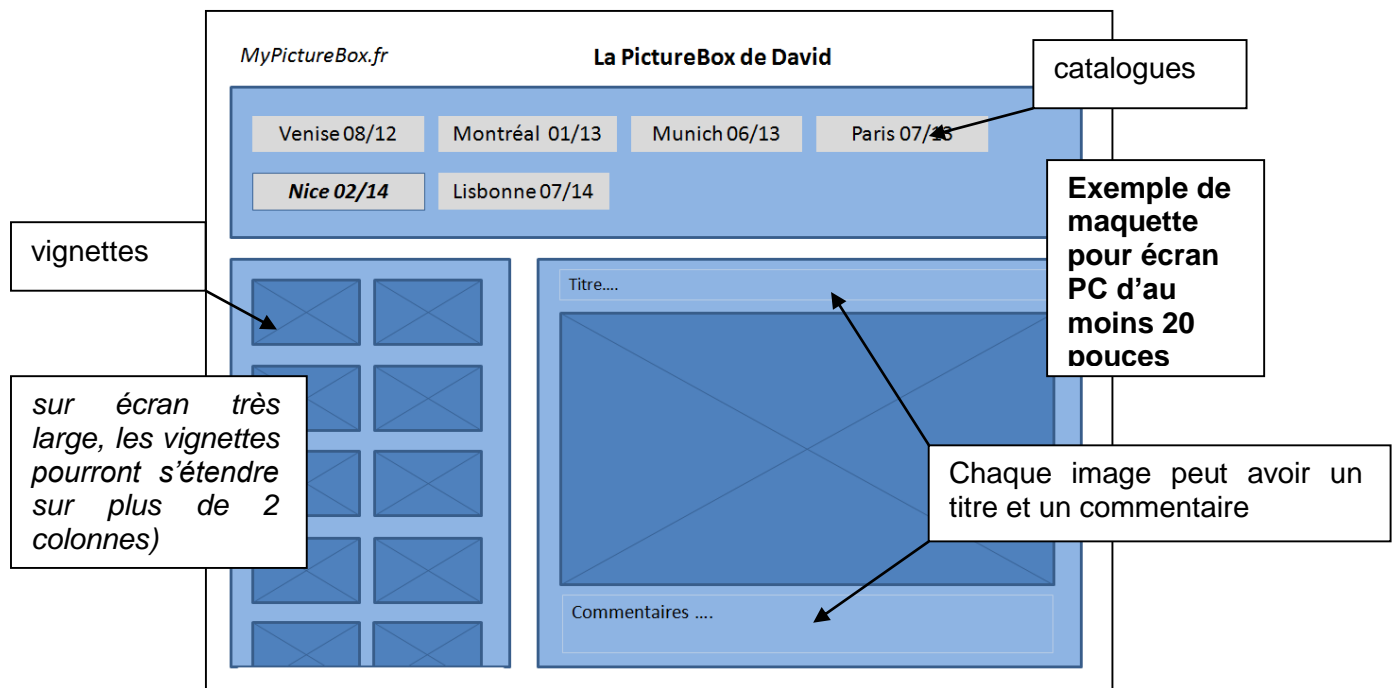 MyPictureBox.fr
La PictureBox de David
catalogues
Venise 08/12
Montréal 01/13
Munich 06/13
Paris 07/13
Nice 02/14
Lisbonne 07/14
Exemple de
maquette
pour écran
PC d'au
moins 20
pouces
vignettes
Titre....
sur écran très
large, les vignettes
pourront s'étendre
sur plus de 2
colonnes)
Chaque image peut avoir un
titre et un commentaire
Commentaires ....